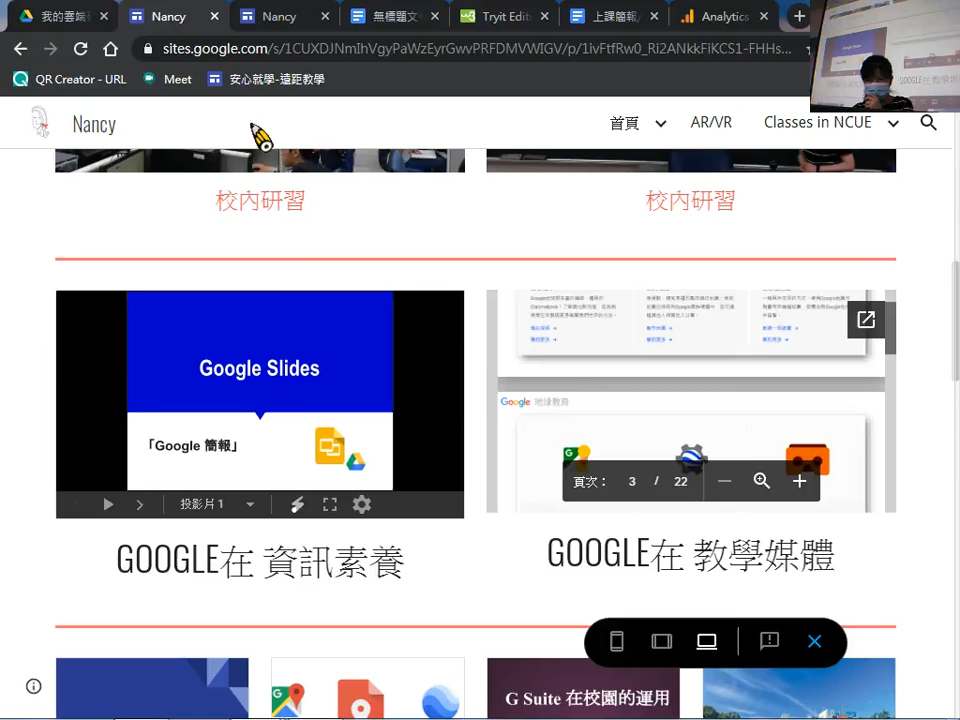 我的雲端 Nancy Nancy 無標題文 Tryit Edit 上課簡報 Analytics
sites.google.com/s/1CUXDJNmIhVgyPaWzEyrGwvPRFDMVWIGV/p/1ivFtfRw0_Ri2ANkkFiKCS1-FHHs...
QR Creator - URL Meet 安心就學-遠距教學
Nancy 首頁 AR/VR Classes in NCUE
校內研習 校內研習
Google Slides
「Google 簡報」
投影片 1
Google 地球教育
頁次： 3 / 22
GOOGLE在 資訊素養
GOOGLE在 教學媒體
G Suite 在校園的運用